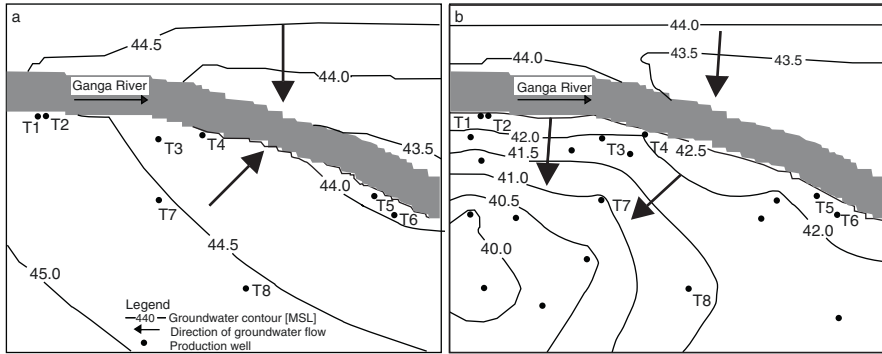 a
44.5
44.0
Ganga River
T1 T2
T3
T4
43.5
44.0
T5
T6
T7
44.5
45.0
T8
Legend
440 Groundwater contour [MSL]
Direction of groundwater flow
Production well
b
44.0
44.0
43.5
43.5
Ganga River
T1
T2
42.0
T3
T4
42.5
41.5
41.0
40.5
T7
T5
T6
42.0
40.0
T8